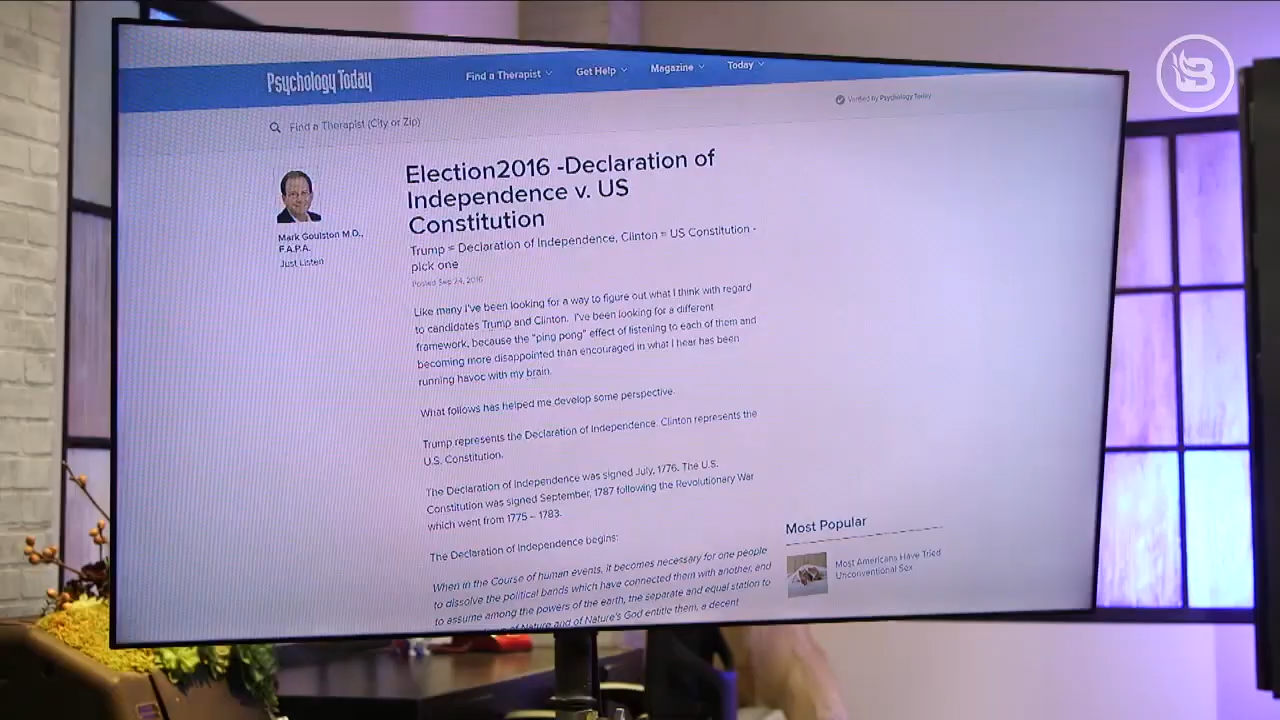 Psychology Today
Find a Therapist
Get Help
Magazine
Today
Verified by Psychology Today
Find a Therapist (City or Zip)
Mark Goulston M.D.,
F.A.P.A.
Just Listen
Election2016 -Declaration of
Independence v. US
Constitution
Trump = Declaration of Independence, Clinton = US Constitution -
pick one
Posted Sep 24, 2016
Like many I've been looking for a way to figure out what I think with regard
to candidates Trump and Clinton. I've been looking for a different
framework, because the "ping pong" effect of listening to each of them and
becoming more disappointed than encouraged in what I hear has been
running havoc with my brain.
What follows has helped me develop some perspective.
Trump represents the Declaration of Independence. Clinton represents the
U.S. Constitution.
The Declaration of Independence was signed July, 1776. The U.S.
Constitution was signed September, 1787 following the Revolutionary War
which went from 1775 – 1783.
The Declaration of Independence begins:
When in the Course of human events, it becomes necessary for one people
to dissolve the political bands which have connected them with another, and
to assume among the powers of the earth, the separate and equal station to
of Nature and of Nature's God entitle them, a decent
Most Popular
Most Americans Have Tried
Unconventional Sex
B